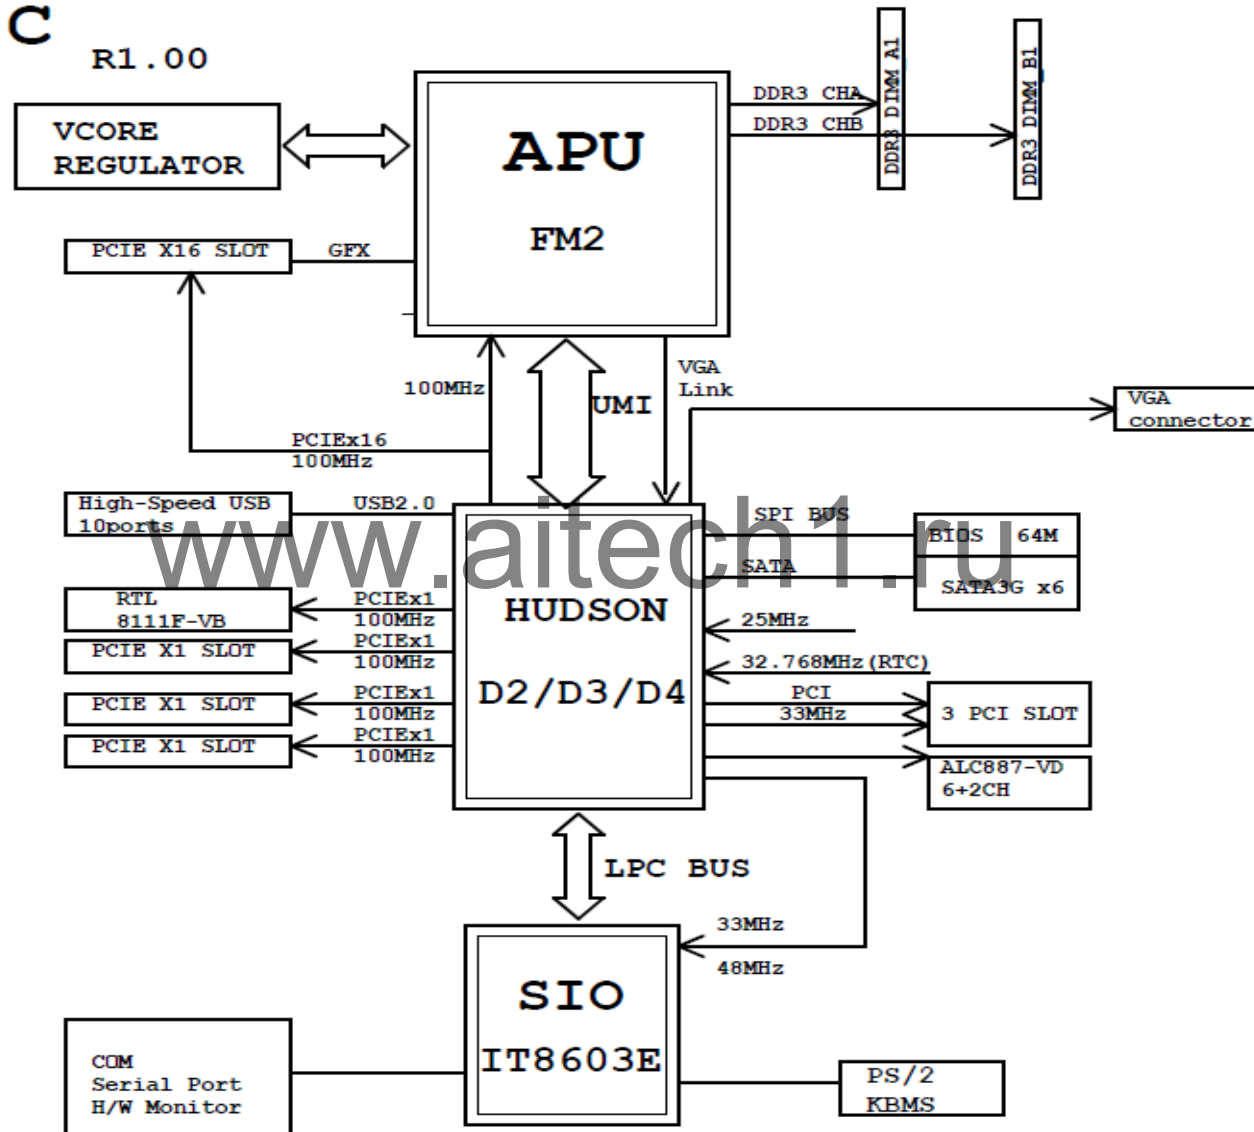 C
R1.00
VCORE
REGULATOR
APU
FM2
DDR3 CHA
DDR3 CHB
DDR3 DIMM A1
DDR3 DIMM B1
PCIE X16 SLOT
GFX
100MHz
UMI
VGA
Link
VGA
connector
PCIEx16
100MHz
High-Speed USB
10ports
USB2.0
www.aitech1.ru
SPI BUS
BIOS 64M
SATA
SATA3G x6
RTL
8111F-VB
PCIEx1
100MHz
HUDSON
D2/D3/D4
25MHz
PCIE X1 SLOT
PCIEx1
100MHz
32.768MHz(RTC)
PCIE X1 SLOT
PCIEx1
100MHz
PCI
33MHz
3 PCI SLOT
PCIE X1 SLOT
PCIEx1
100MHz
ALC887-VD
6+2CH
LPC BUS
33MHz
48MHz
SIO
IT8603E
COM
Serial Port
H/W Monitor
PS/2
KBMS